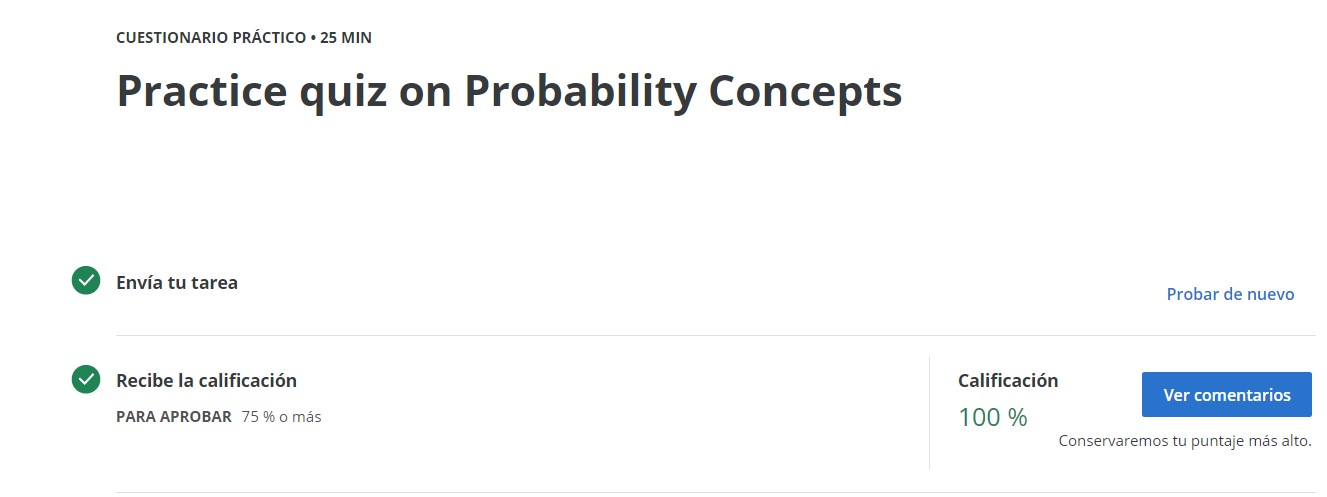 CUESTIONARIO PRÁCTICO • 25 MIN
Practice quiz on Probability Concepts
Envía tu tarea
Probar de nuevo
Recibe la calificación
PARA APROBAR 75 % o más
Calificación
100 %
Ver comentarios
Conservaremos tu puntaje más alto.